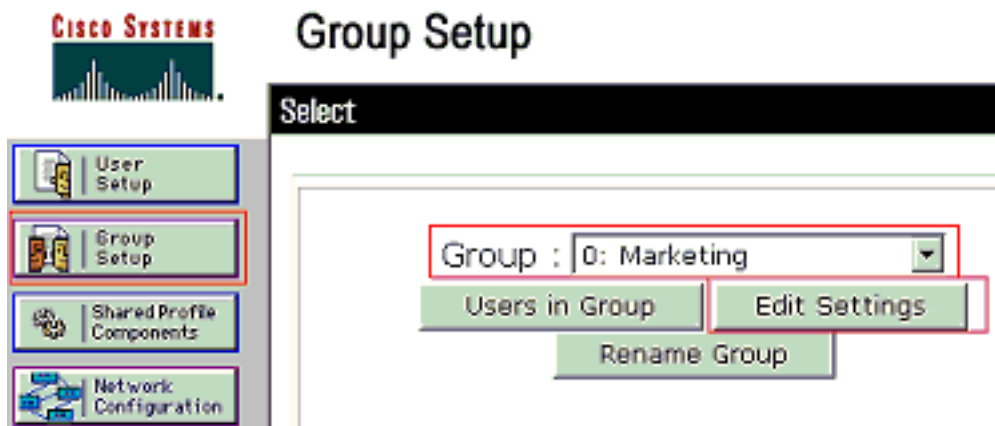 CISCO SYSTEMS
Group Setup
Select
User
Setup
Group
Setup
Shared Profile
Components
Network
Configuration
Group : 0: Marketing
Users in Group
Edit Settings
Rename Group